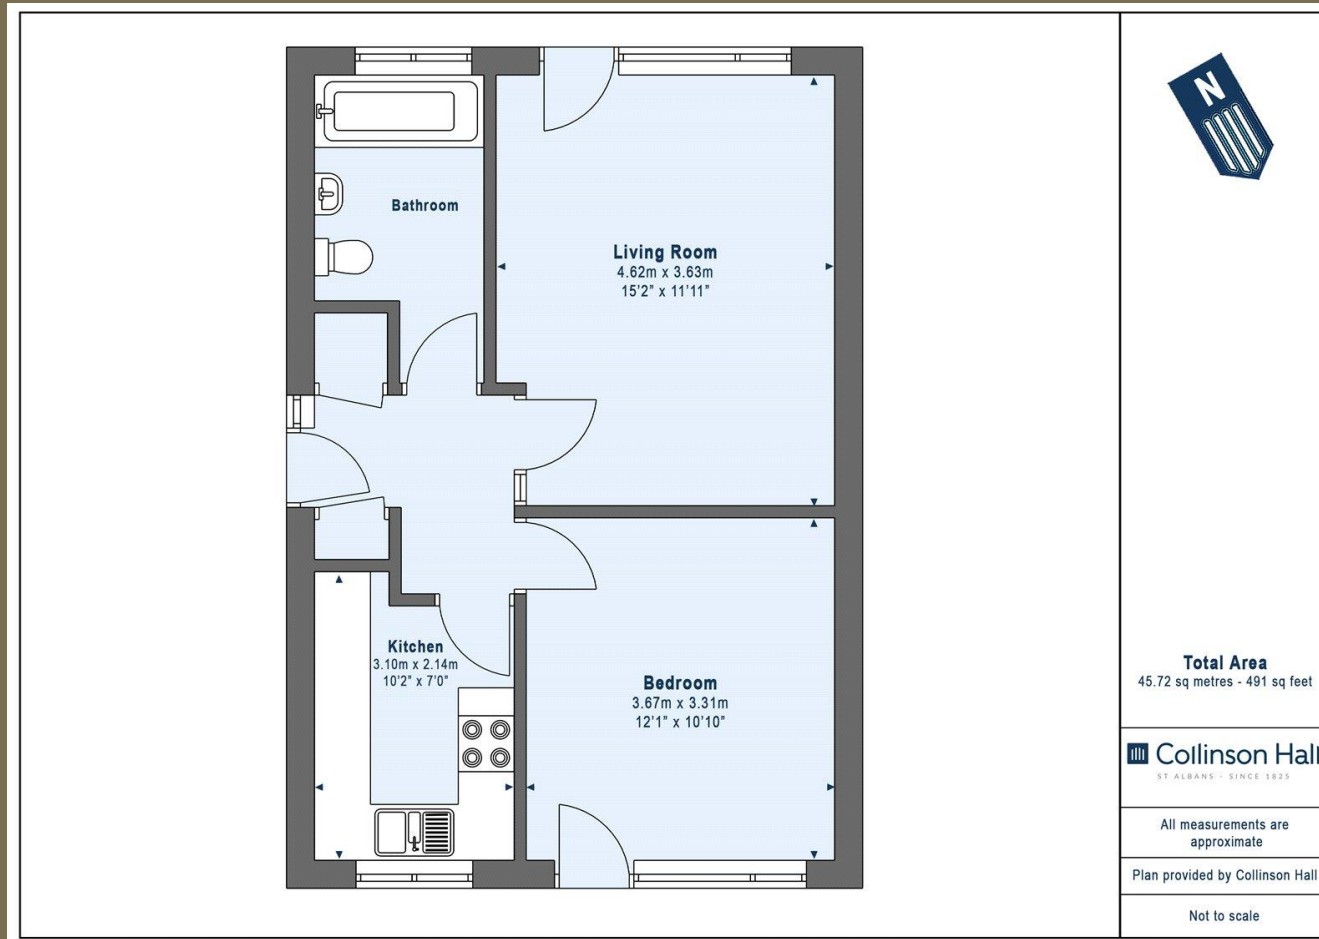 N
Bathroom
Living Room
4.62m x 3.63m
15'2" x 11'11"
Kitchen
3.10m x 2.14m
10'2" x 7'0"
Bedroom
3.67m x 3.31m
12'1" x 10'10"
Total Area
45.72 sq metres - 491 sq feet
Collinson Hall
ST ALBANS - SINCE 1825
All measurements are
approximate
Plan provided by Collinson Hall
Not to scale